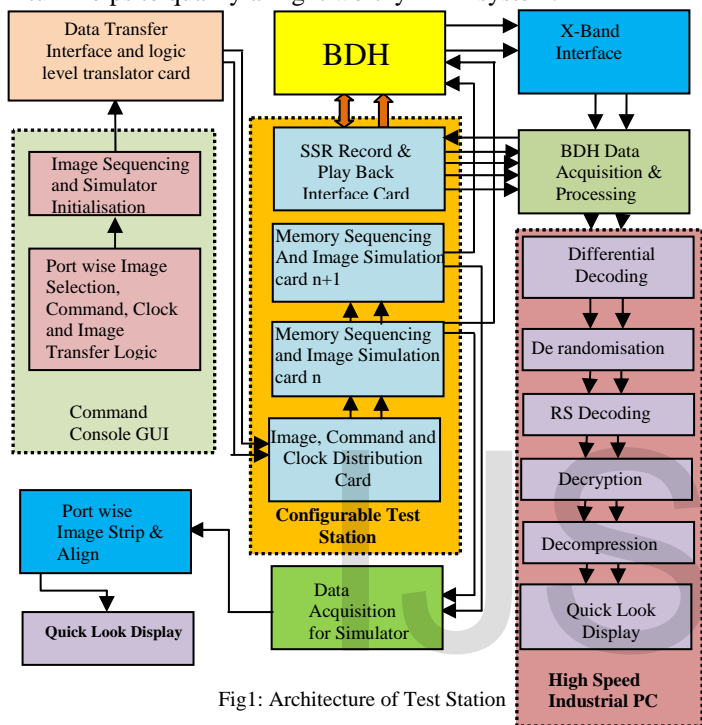 Data Transfer
Interface and logic
level translator card
BDH
X-Band
Interface
Image Sequencing
and Simulator
Initialisation
Port wise Image
Selection,
Command, Clock
and Image
Transfer Logic
Command
Console GUI
SSR Record &
Play Back
Interface Card
Memory Sequencing
And Image Simulation
card n+1
Memory Sequencing
and Image Simulation
card n
Image, Command and
Clock Distribution
Card
Configurable Test
Station
BDH Data
Acquisition &
Processing
Differential
Decoding
De randomisation
RS Decoding
Decryption
Decompression
Quick Look
Display
High Speed
Industrial PC
Port wise
Image Strip &
Align
Quick Look Display
Data
Acquisition
for Simulator
Fig1: Architecture of Test Station
IJS